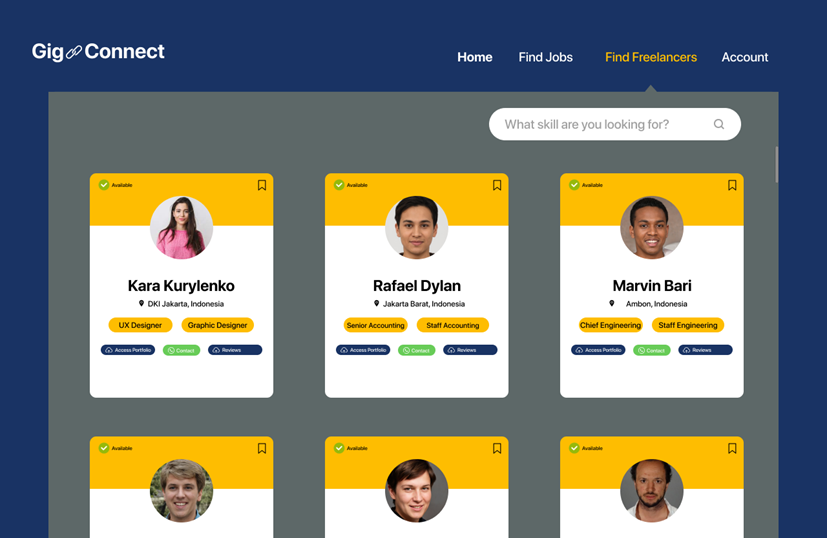 Gig Connect
Home Find Jobs Find Freelancers Account
What skill are you looking for?
Available Available Available
Kara Kurylenko Rafael Dylan Marvin Bari
DKI Jakarta, Indonesia Jakarta Barat, Indonesia Ambon, Indonesia
UX Designer Graphic Designer Senior Accounting Staff Accounting Chief Engineering Staff Engineering
Access Portfolio Contact Reviews Access Portfolio Contact Reviews Access Portfolio Contact Reviews
Available Available Available